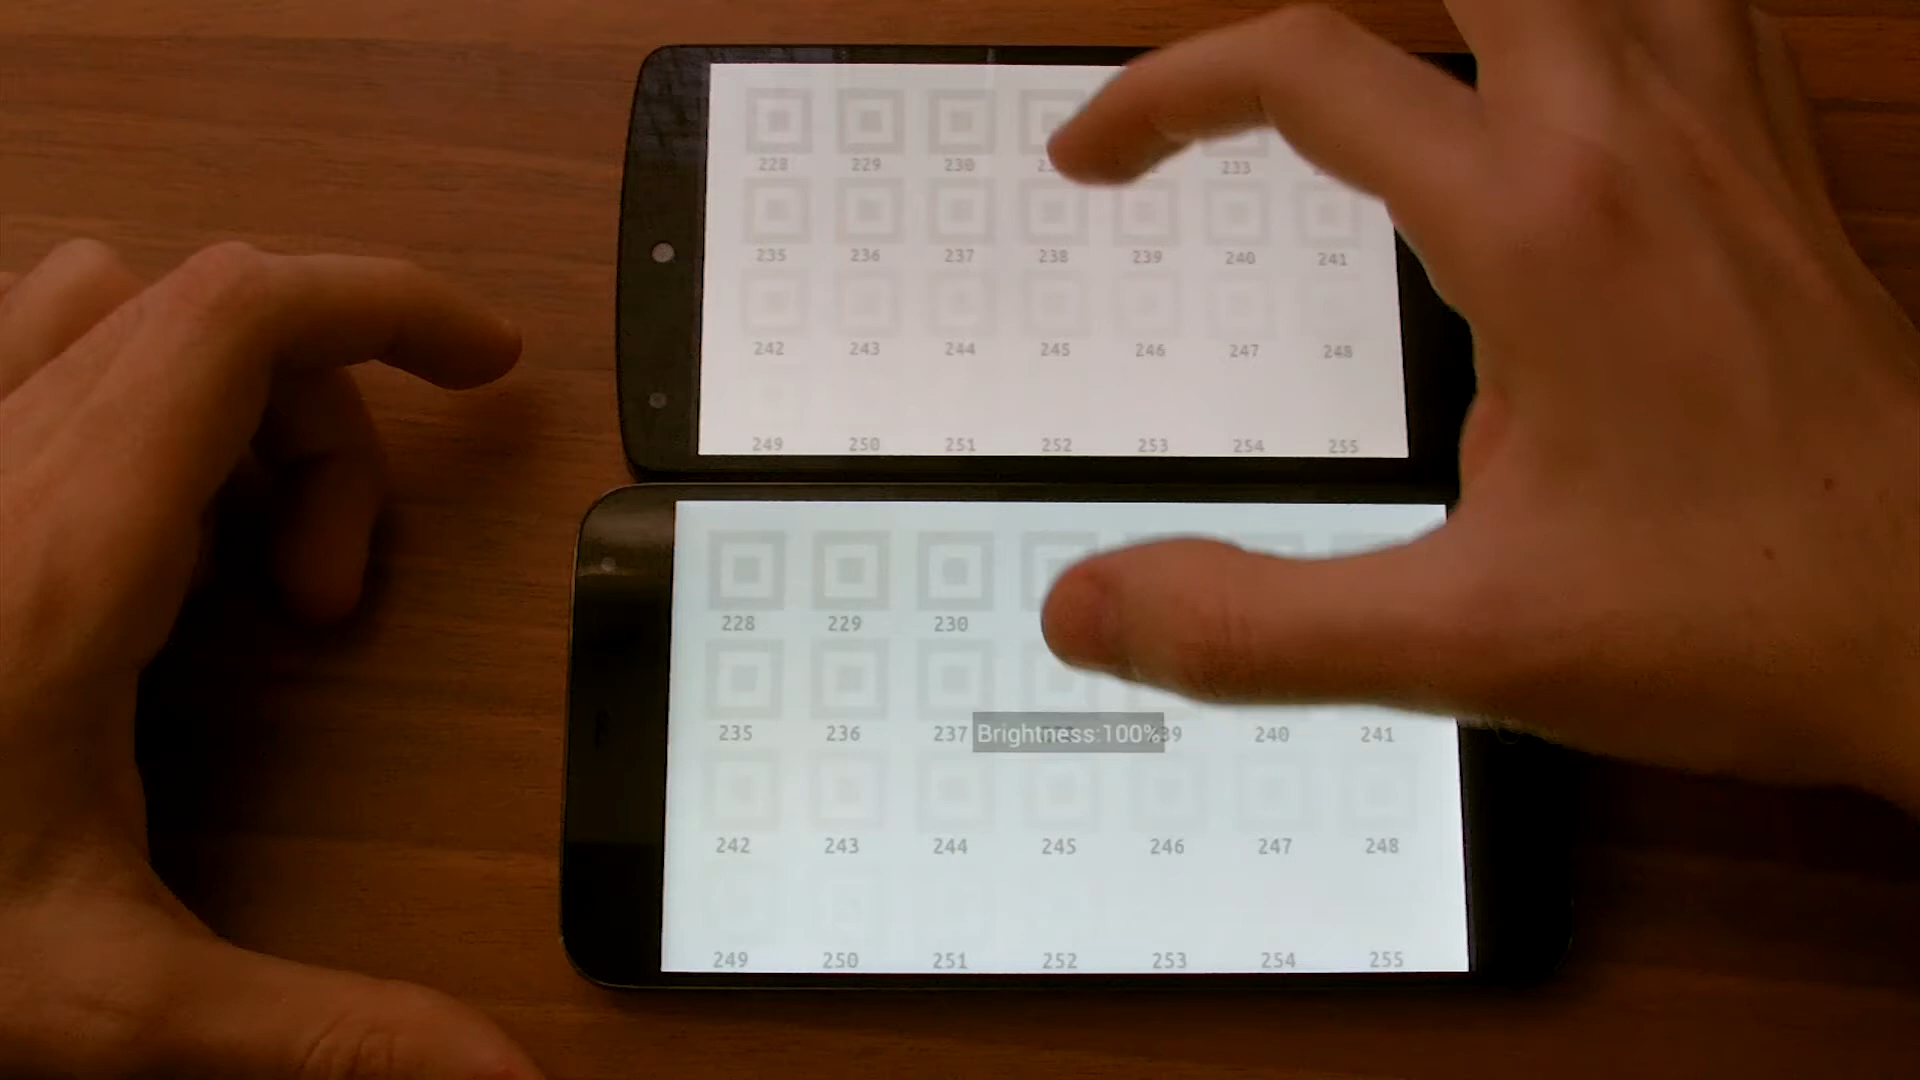 228 229 230 233
235 236 237 238 239 240 241
242 243 244 245 246 247 248
249 250 251 252 253 254 255
228 229 230
235 236 237 Brightness:100% 240 241
242 243 244 245 246 247 248
249 250 251 252 253 254 255